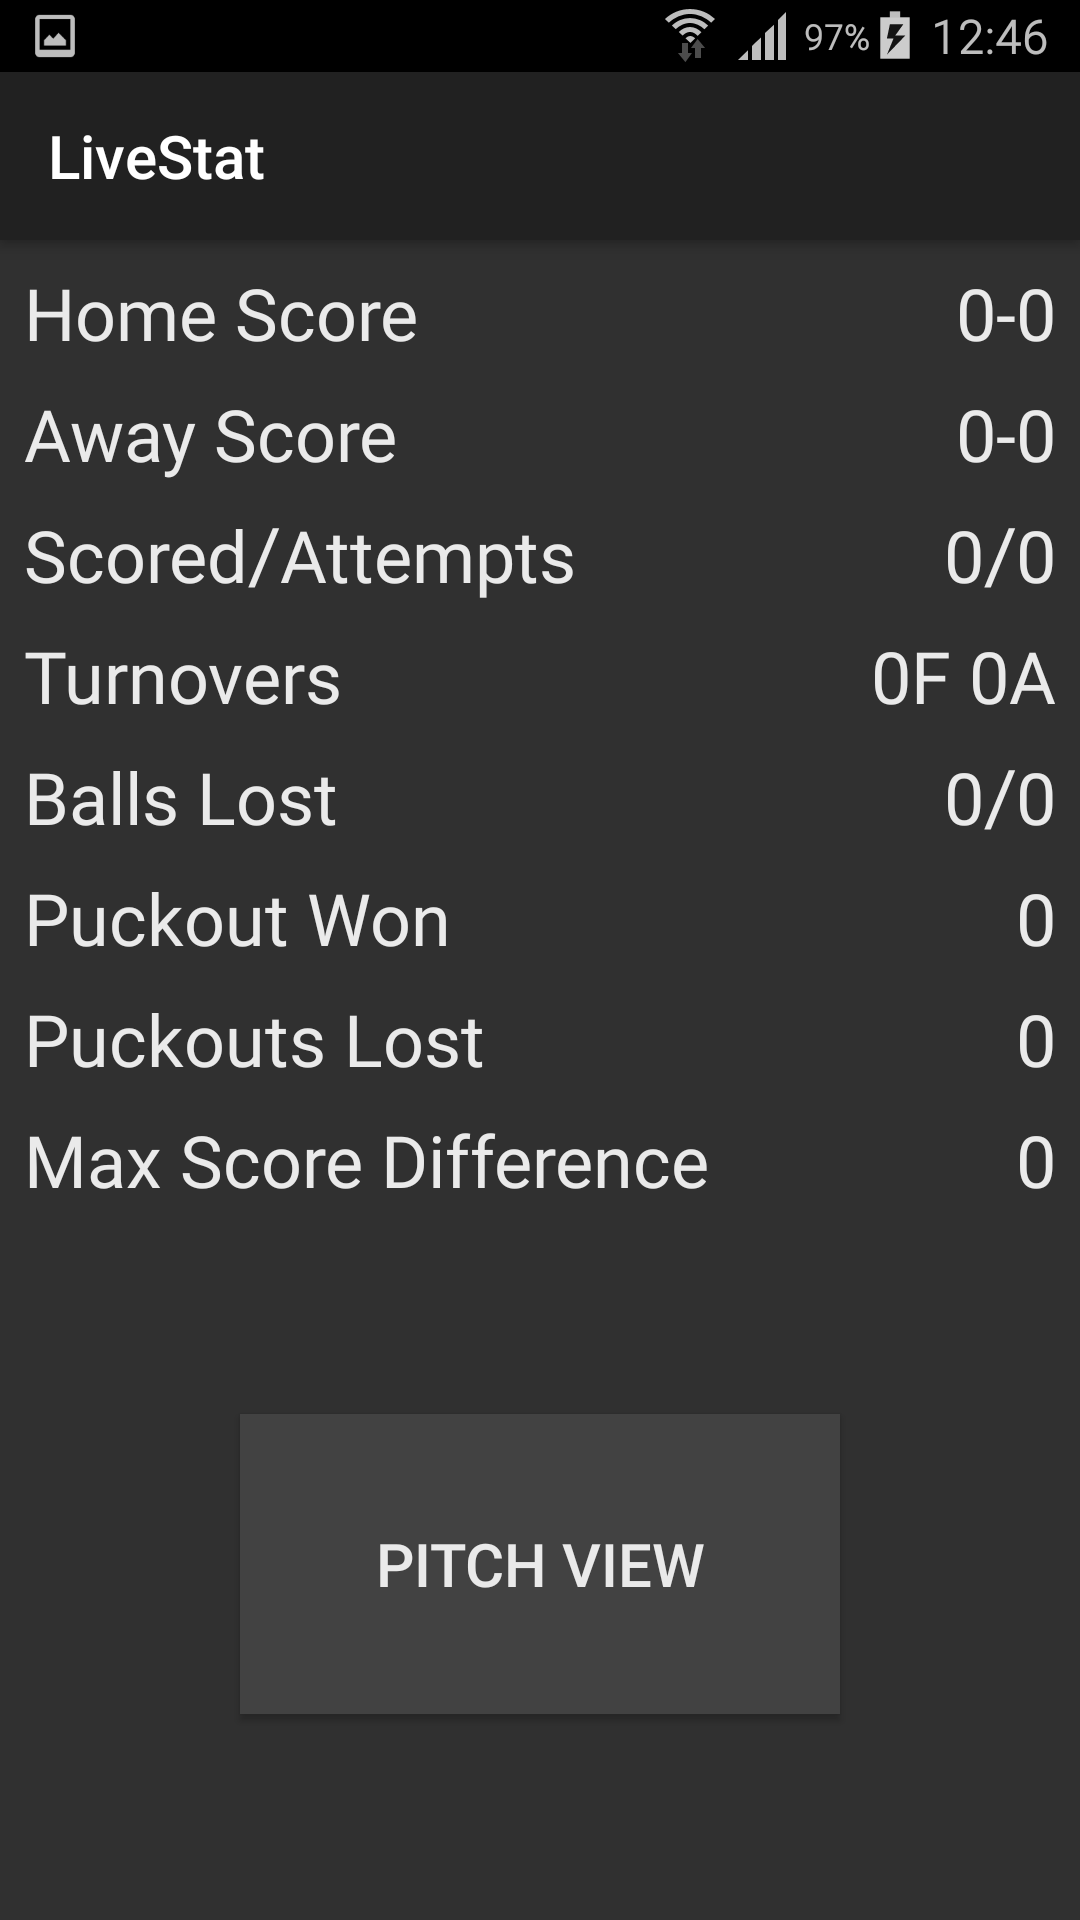 97% 12:46
LiveStat
Home Score 0-0
Away Score 0-0
Scored/Attempts 0/0
Turnovers 0F 0A
Balls Lost 0/0
Puckout Won 0
Puckouts Lost 0
Max Score Difference 0
PITCH VIEW